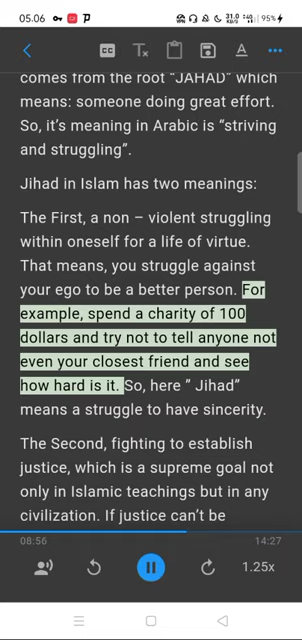 05.06 31.0 KB/S 4G 95%
CC T× A
comes from the root “JAHAD” which
means: someone doing great effort.
So, it’s meaning in Arabic is “striving
and struggling”.
Jihad in Islam has two meanings:
The First, a non – violent struggling
within oneself for a life of virtue.
That means, you struggle against
your ego to be a better person. For
example, spend a charity of 100
dollars and try not to tell anyone not
even your closest friend and see
how hard is it. So, here ” Jihad”
means a struggle to have sincerity.
The Second, fighting to establish
justice, which is a supreme goal not
only in Islamic teachings but in any
civilization. If justice can’t be
08:56 14:27
1.25x